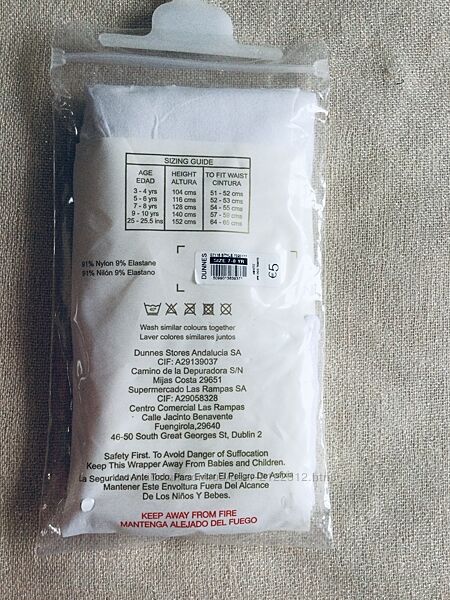 SIZING GUIDE
AGE HEIGHT TO FIT WAIST
EDAD ALTURA CINTURA
3 - 4 yrs 104 cms 51 - 52 cms
5 - 6 yrs 116 cms 52 - 53 cms
7 - 8 yrs 128 cms 54 - 55 cms
9 - 10 yrs 140 cms 57 - 58 cms
25 - 25.5 ins 152 cms 64 - 65 cms
91% Nylon 9% Elastane
91% Nilón 9% Elastano
DUNNES
SIZE 7-8 YR
€5
Wash similar colours together
Laver colores similares juntos
Dunnes Stores Andalucia SA
CIF: A29139037
Camino de la Depuradora S/N
Mijas Costa 29651
Supermercado Las Rampas SA
CIF: A29058328
Centro Comercial Las Rampas
Calle Jacinto Benavente
Fuengirola,29640
46-50 South Great Georges St, Dublin 2
Safety First. To Avoid Danger of Suffocation
Keep This Wrapper Away From Babies and Children.
La Seguridad Ante Todo. Para Evitar El Peligro De Asfixia
Mantener Este Envoltura Fuera Del Alcance
De Los Niños Y Bebes.
KEEP AWAY FROM FIRE
MANTENGA ALEJADO DEL FUEGO